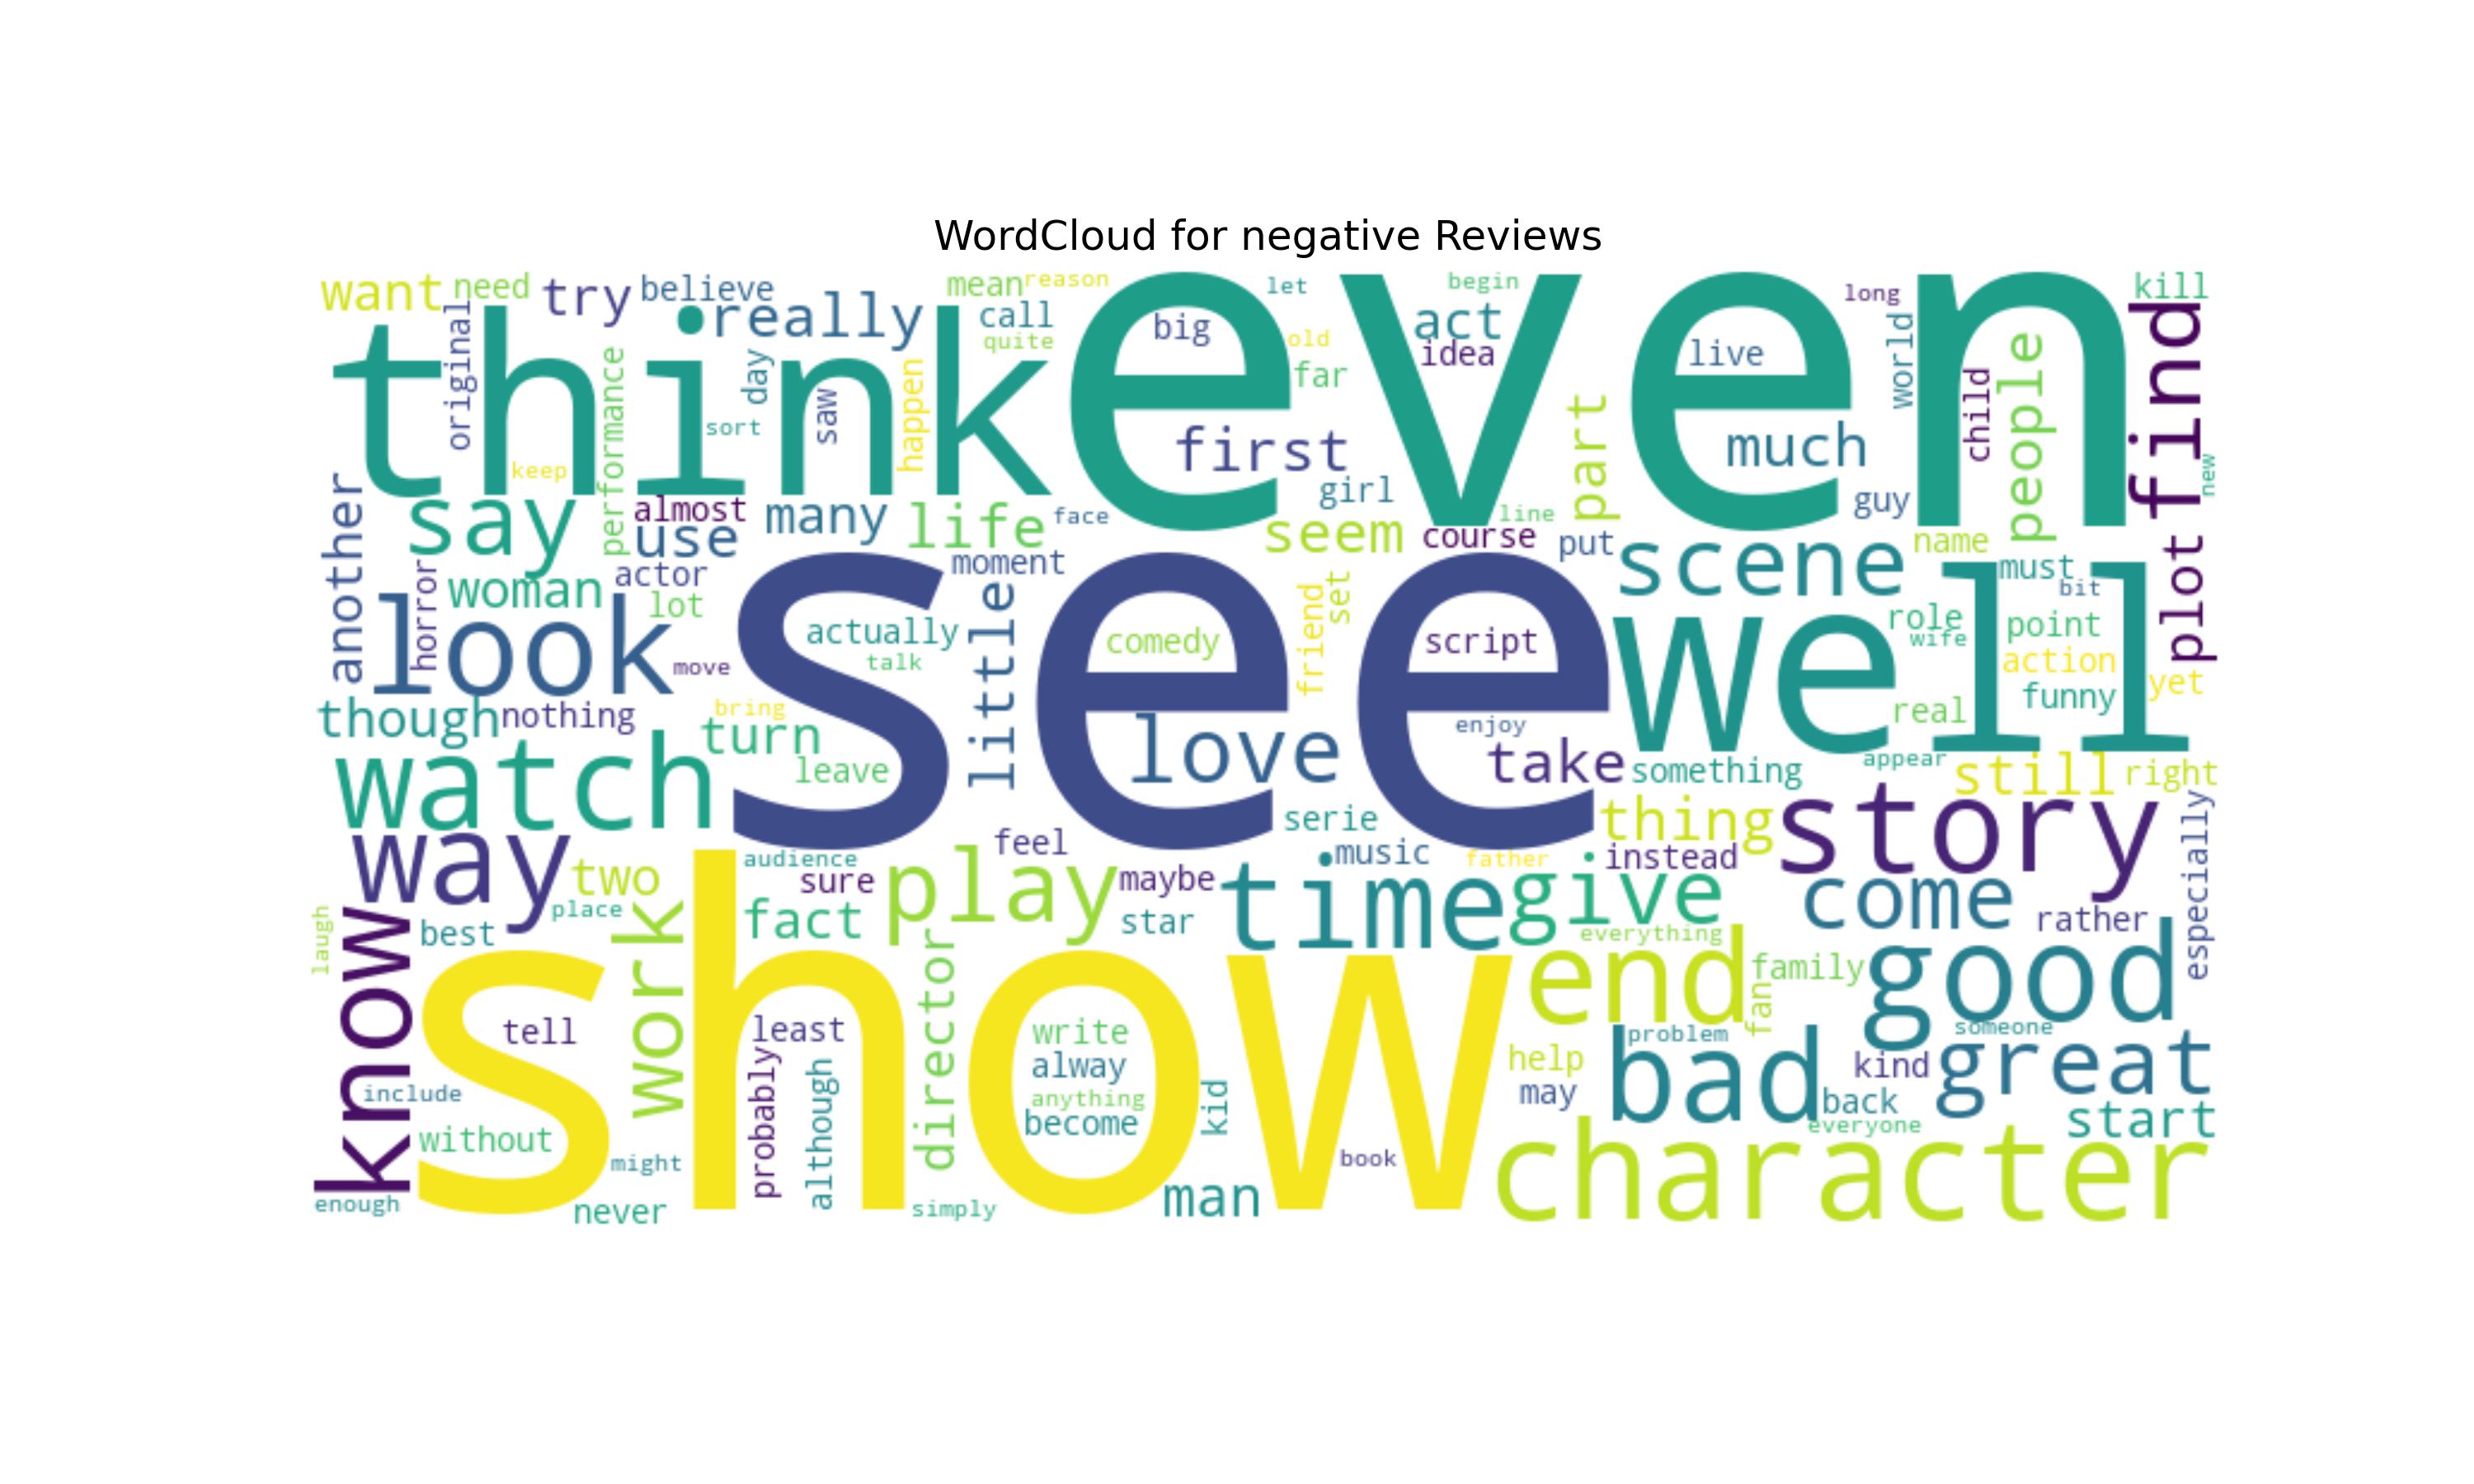 WordCloud for negative Reviews
want need try believe mean reason let begin long kill
think even really call quite big old act idea live world find
original performance day saw happen far child people new
sort keep first girl much guy part
another say almost use many life face seem line course put scene name plot
horror woman actor lot moment little friend set must bit
look move see actually talk comedy script well role wife point action funny yet
though nothing bring turn leave love enjoy take something real appear still right
watch serie thing story especially
way two audience sure feel play maybe music father instead time give come rather
laugh know best place work fact star everything
show director end family fan good someone
tell probably least although write alway anything become kid problem help bad kind great
include without might book may back everyone start
enough never simply man character